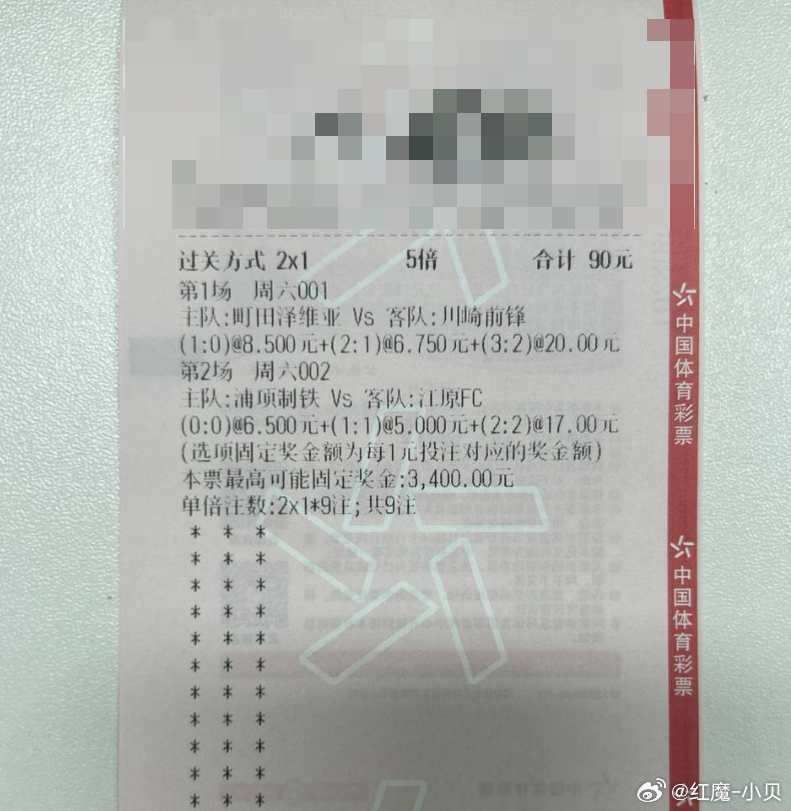 过关方式 2x1 5倍 合计 90元
第1场 周六001
主队:町田泽维亚 Vs 客队:川崎前锋
(1:0)@8.500元+(2:1)@6.750元+(3:2)@20.00元
第2场 周六002
主队:浦项制铁 Vs 客队:江原FC
(0:0)@6.500元+(1:1)@5.000元+(2:2)@17.00元
(选项固定奖金额为每1元投注对应的奖金额)
本票最高可能固定奖金:3,400.00元
单倍注数:2x1*9注;共9注
* * *
* * *
* * *
* * *
* * *
* * *
* * *
* * *
* * *
* * *
* * *
中国体育彩票
中国体育彩票
@红魔-小贝